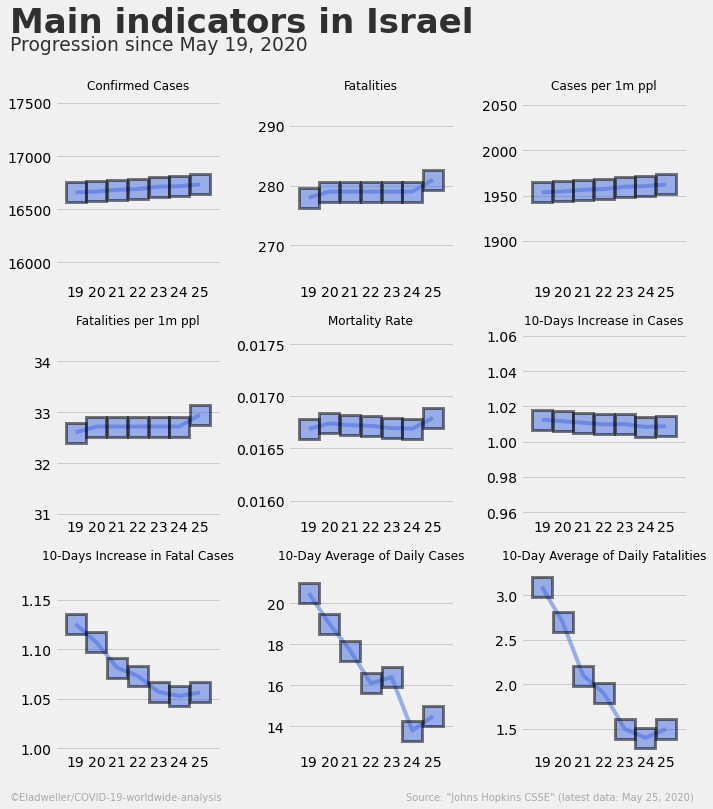 Main indicators in Israel
Progression since May 19, 2020
Confirmed Cases
17500
17000
16500
16000
19 20 21 22 23 24 25
Fatalities
290
280
270
19 20 21 22 23 24 25
Cases per 1m ppl
2050
2000
1950
1900
19 20 21 22 23 24 25
Fatalities per 1m ppl
34
33
32
31
19 20 21 22 23 24 25
Mortality Rate
0.0175
0.0170
0.0165
0.0160
19 20 21 22 23 24 25
10-Days Increase in Cases
1.06
1.04
1.02
1.00
0.98
0.96
19 20 21 22 23 24 25
10-Days Increase in Fatal Cases
1.15
1.10
1.05
1.00
19 20 21 22 23 24 25
10-Day Average of Daily Cases
20
18
16
14
19 20 21 22 23 24 25
10-Day Average of Daily Fatalities
3.0
2.5
2.0
1.5
19 20 21 22 23 24 25
©Eladweller/COVID-19-worldwide-analysis
Source: "Johns Hopkins CSSE" (latest data: May 25, 2020)